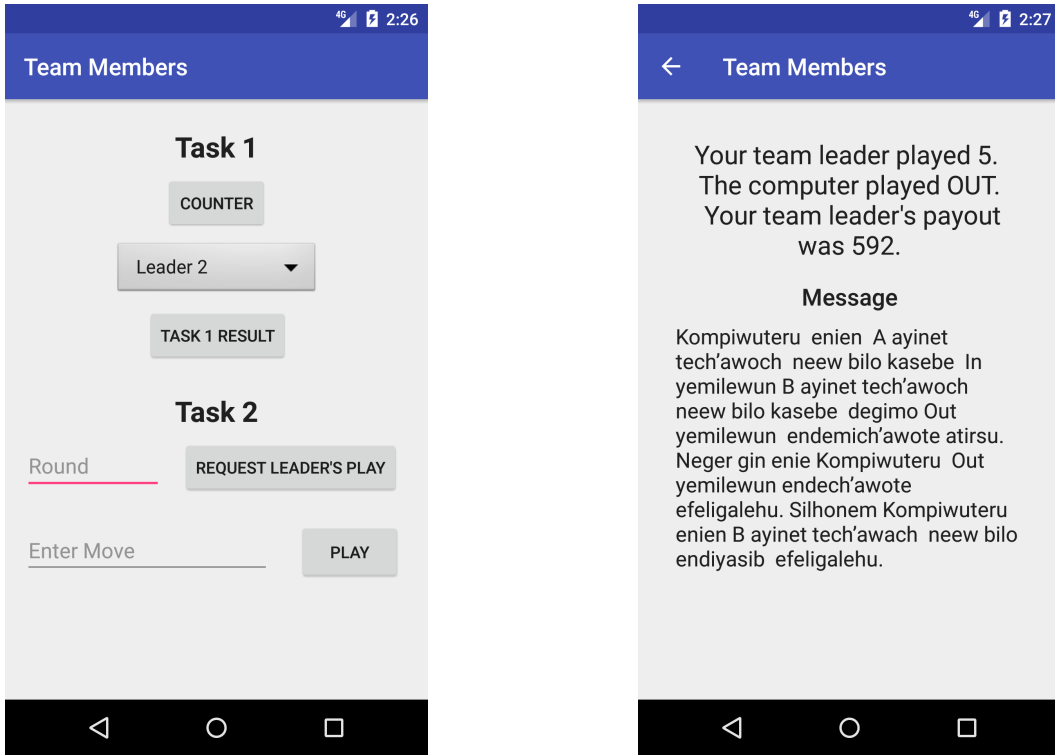 4G 2:26
Team Members
Task 1
COUNTER
Leader 2
TASK 1 RESULT
Task 2
Round
REQUEST LEADER'S PLAY
Enter Move
PLAY
4G 2:27
Team Members
Your team leader played 5.
The computer played OUT.
Your team leader's payout
was 592.
Message
Kompiwuteru enien A ayinet
tech’awoch neew bilo kasebe In
yemilewun B ayinet tech’awoch
neew bilo kasebe degimo Out
yemilewun endemich’awote atirsu.
Neger gin enie Kompiwuteru Out
yemilewun endech’awote
efeligalehu. Silhonem Kompiwuteru
enien B ayinet tech’awach neew bilo
endiyasib efeligalehu.